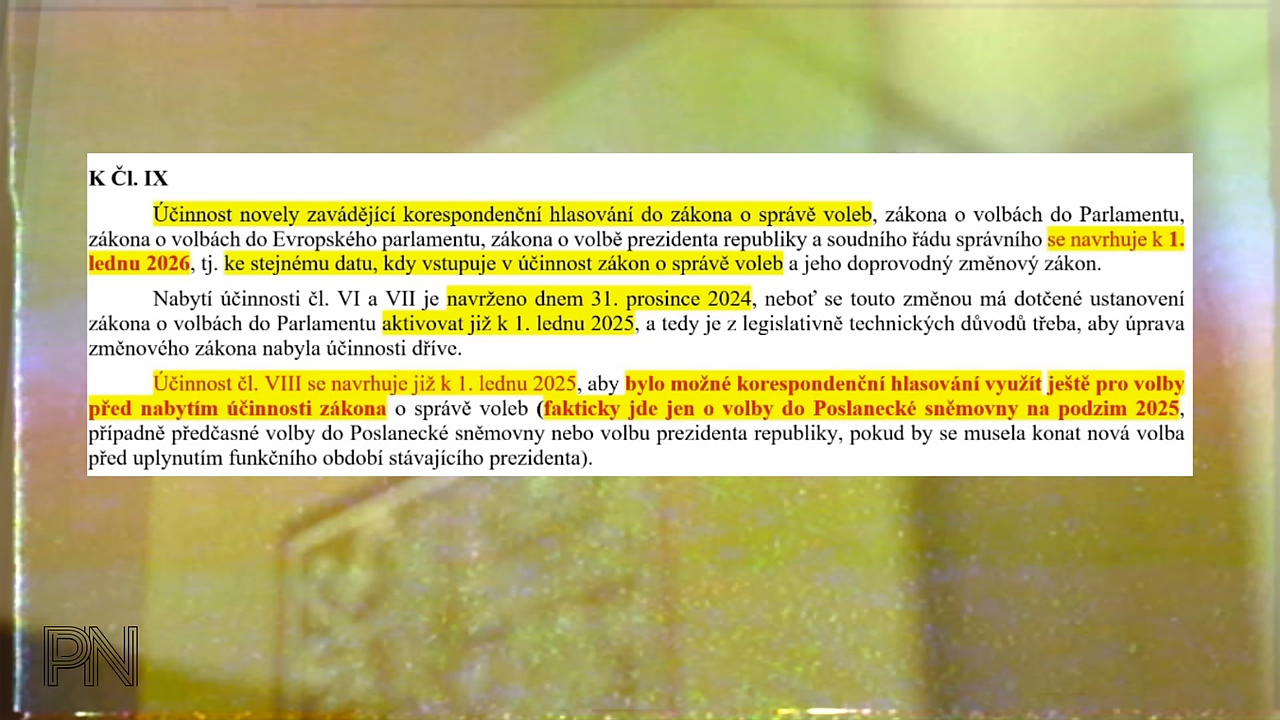 K Čl. IX
Účinnost novely zavádějící korespondenční hlasování do zákona o správě voleb, zákona o volbách do Parlamentu,
zákona o volbách do Evropského parlamentu, zákona o volbě prezidenta republiky a soudního řádu správního se navrhuje k 1.
lednu 2026, tj. ke stejnému datu, kdy vstupuje v účinnost zákon o správě voleb a jeho doprovodný změnový zákon.
Nabytí účinnosti čl. VI a VII je navrženo dnem 31. prosince 2024, neboť se touto změnou má dotčené ustanovení
zákona o volbách do Parlamentu aktivovat již k 1. lednu 2025, a tedy je z legislativně technických důvodů třeba, aby úprava
změnového zákona nabyla účinnosti dříve.
Účinnost čl. VIII se navrhuje již k 1. lednu 2025, aby bylo možné korespondenční hlasování využít ještě pro volby
před nabytím účinnosti zákona o správě voleb (fakticky jde jen o volby do Poslanecké sněmovny na podzim 2025,
případně předčasné volby do Poslanecké sněmovny nebo volbu prezidenta republiky, pokud by se musela konat nová volba
před uplynutím funkčního období stávajícího prezidenta).
PN